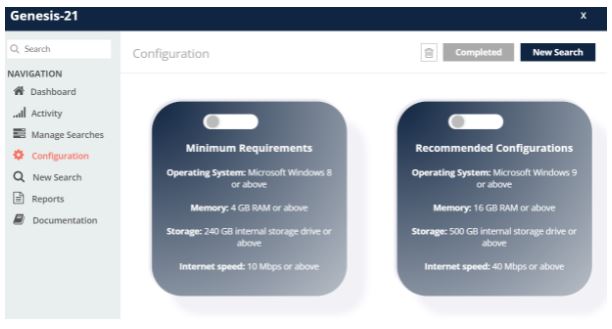 Genesis-21
X
Search
Configuration
Completed
New Search
NAVIGATION
Dashboard
Activity
Manage Searches
Configuration
New Search
Reports
Documentation
Minimum Requirements
Operating System: Microsoft Windows 8
or above
Memory: 4 GB RAM or above
Storage: 240 GB internal storage drive or
above
Internet speed: 10 Mbps or above
Recommended Configurations
Operating System: Microsoft Windows 9
or above
Memory: 16 GB RAM or above
Storage: 500 GB internal storage drive or
above
Internet speed: 40 Mbps or above